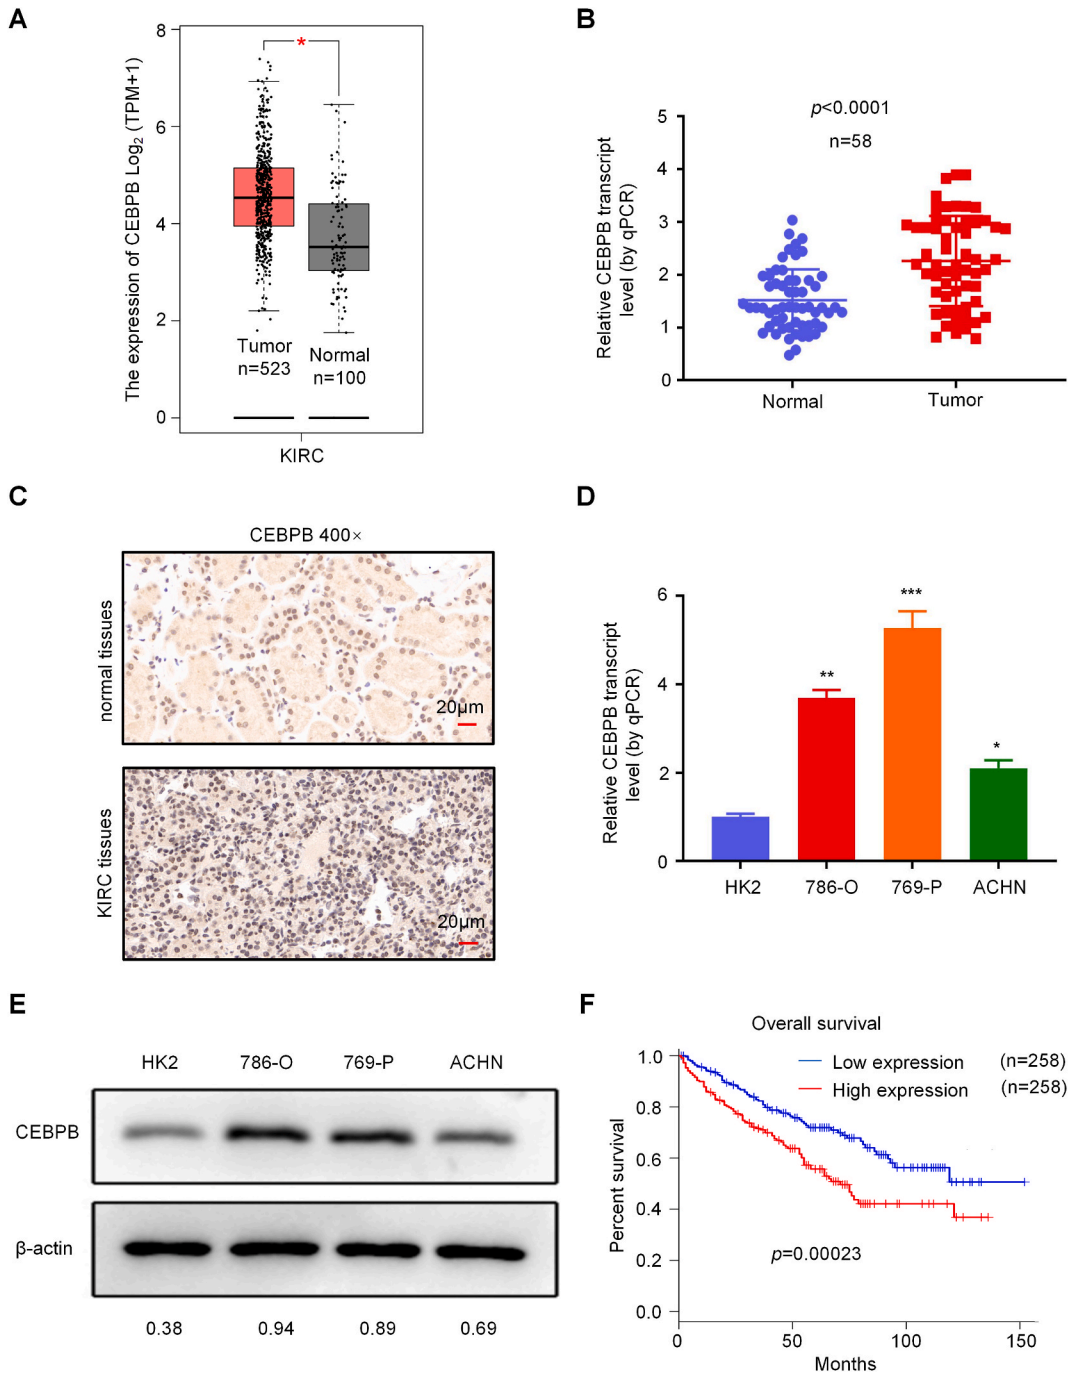 A
The expression of CEBPB Log2 (TPM+1)
8
6
4
2
0
*
Tumor
n=523
Normal
n=100
KIRC
B
Relative CEBPB transcript
level (by qPCR)
5
4
3
2
1
0
p<0.0001
n=58
Normal
Tumor
C
CEBPB 400×
normal tissues
20μm
KIRC tissues
20μm
D
Relative CEBPB transcript
level (by qPCR)
6
4
2
0
**
***
*
HK2
786-O
769-P
ACHN
E
HK2 786-O 769-P ACHN
CEBPB
β-actin
0.38 0.94 0.89 0.69
F
Overall survival
Low expression (n=258)
High expression (n=258)
Percent survival
1.0
0.8
0.6
0.4
0.2
0.0
p=0.00023
0 50 100 150
Months